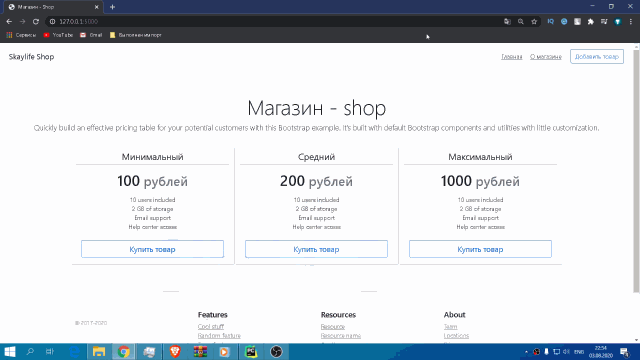 Магазин - Shop
127.0.0.1:5000
Сервисы YouTube Gmail
Skaylife Shop
Главная О магазине Добавить товар
Магазин - shop
Quickly build an effective pricing table for your potential customers with this Bootstrap example. It's built with default Bootstrap components and utilities with little customization.
Минимальный Средний Максимальный
100 рублей 200 рублей 1000 рублей
10 users included 10 users included 10 users included
2 GB of storage 2 GB of storage 2 GB of storage
Email support Email support Email support
Help center access Help center access Help center access
Купить товар Купить товар Купить товар
Features Resources About
Cool stuff Resource Team
Random feature Resource name Locations
ENG
22:54
03.08.2020